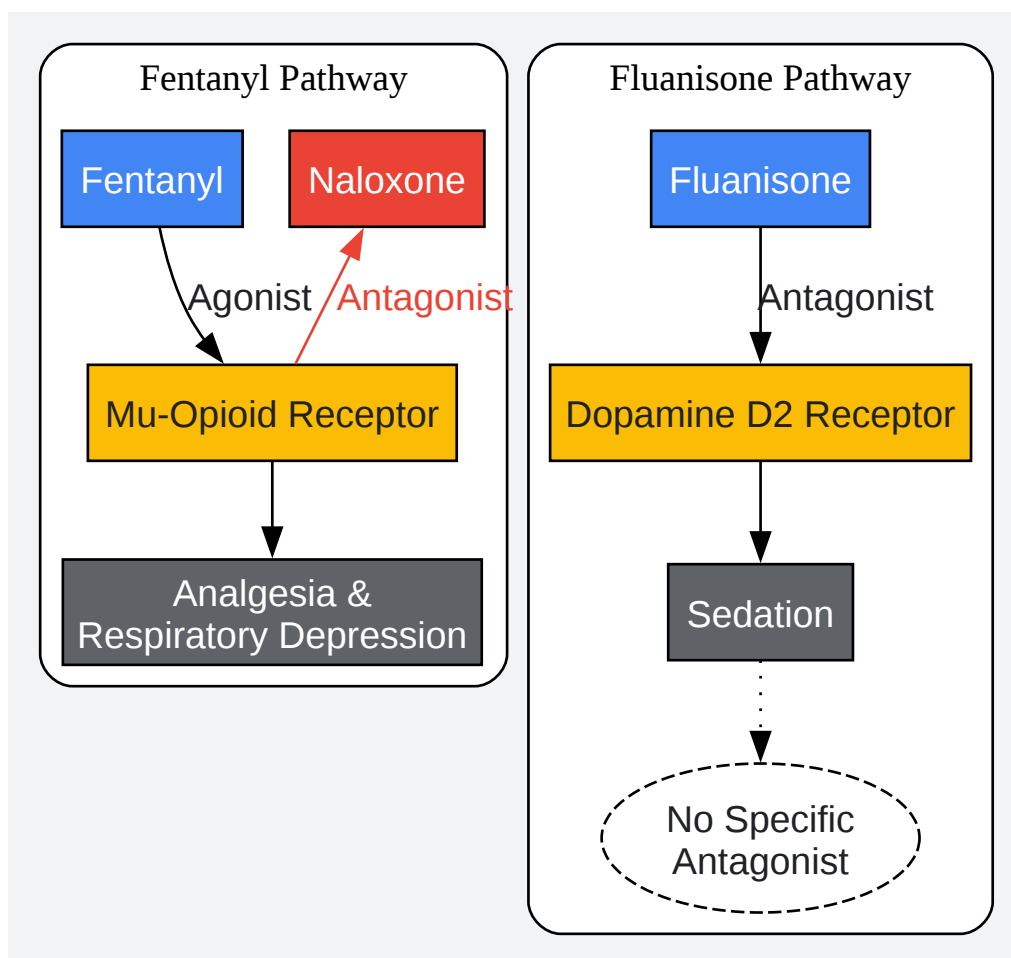 Fentanyl Pathway
Fentanyl
Naloxone
Agonist
Antagonist
Mu-Opioid Receptor
Analgesia &
Respiratory Depression
Fluanisone Pathway
Fluanisone
Antagonist
Dopamine D2 Receptor
Sedation
No Specific
Antagonist